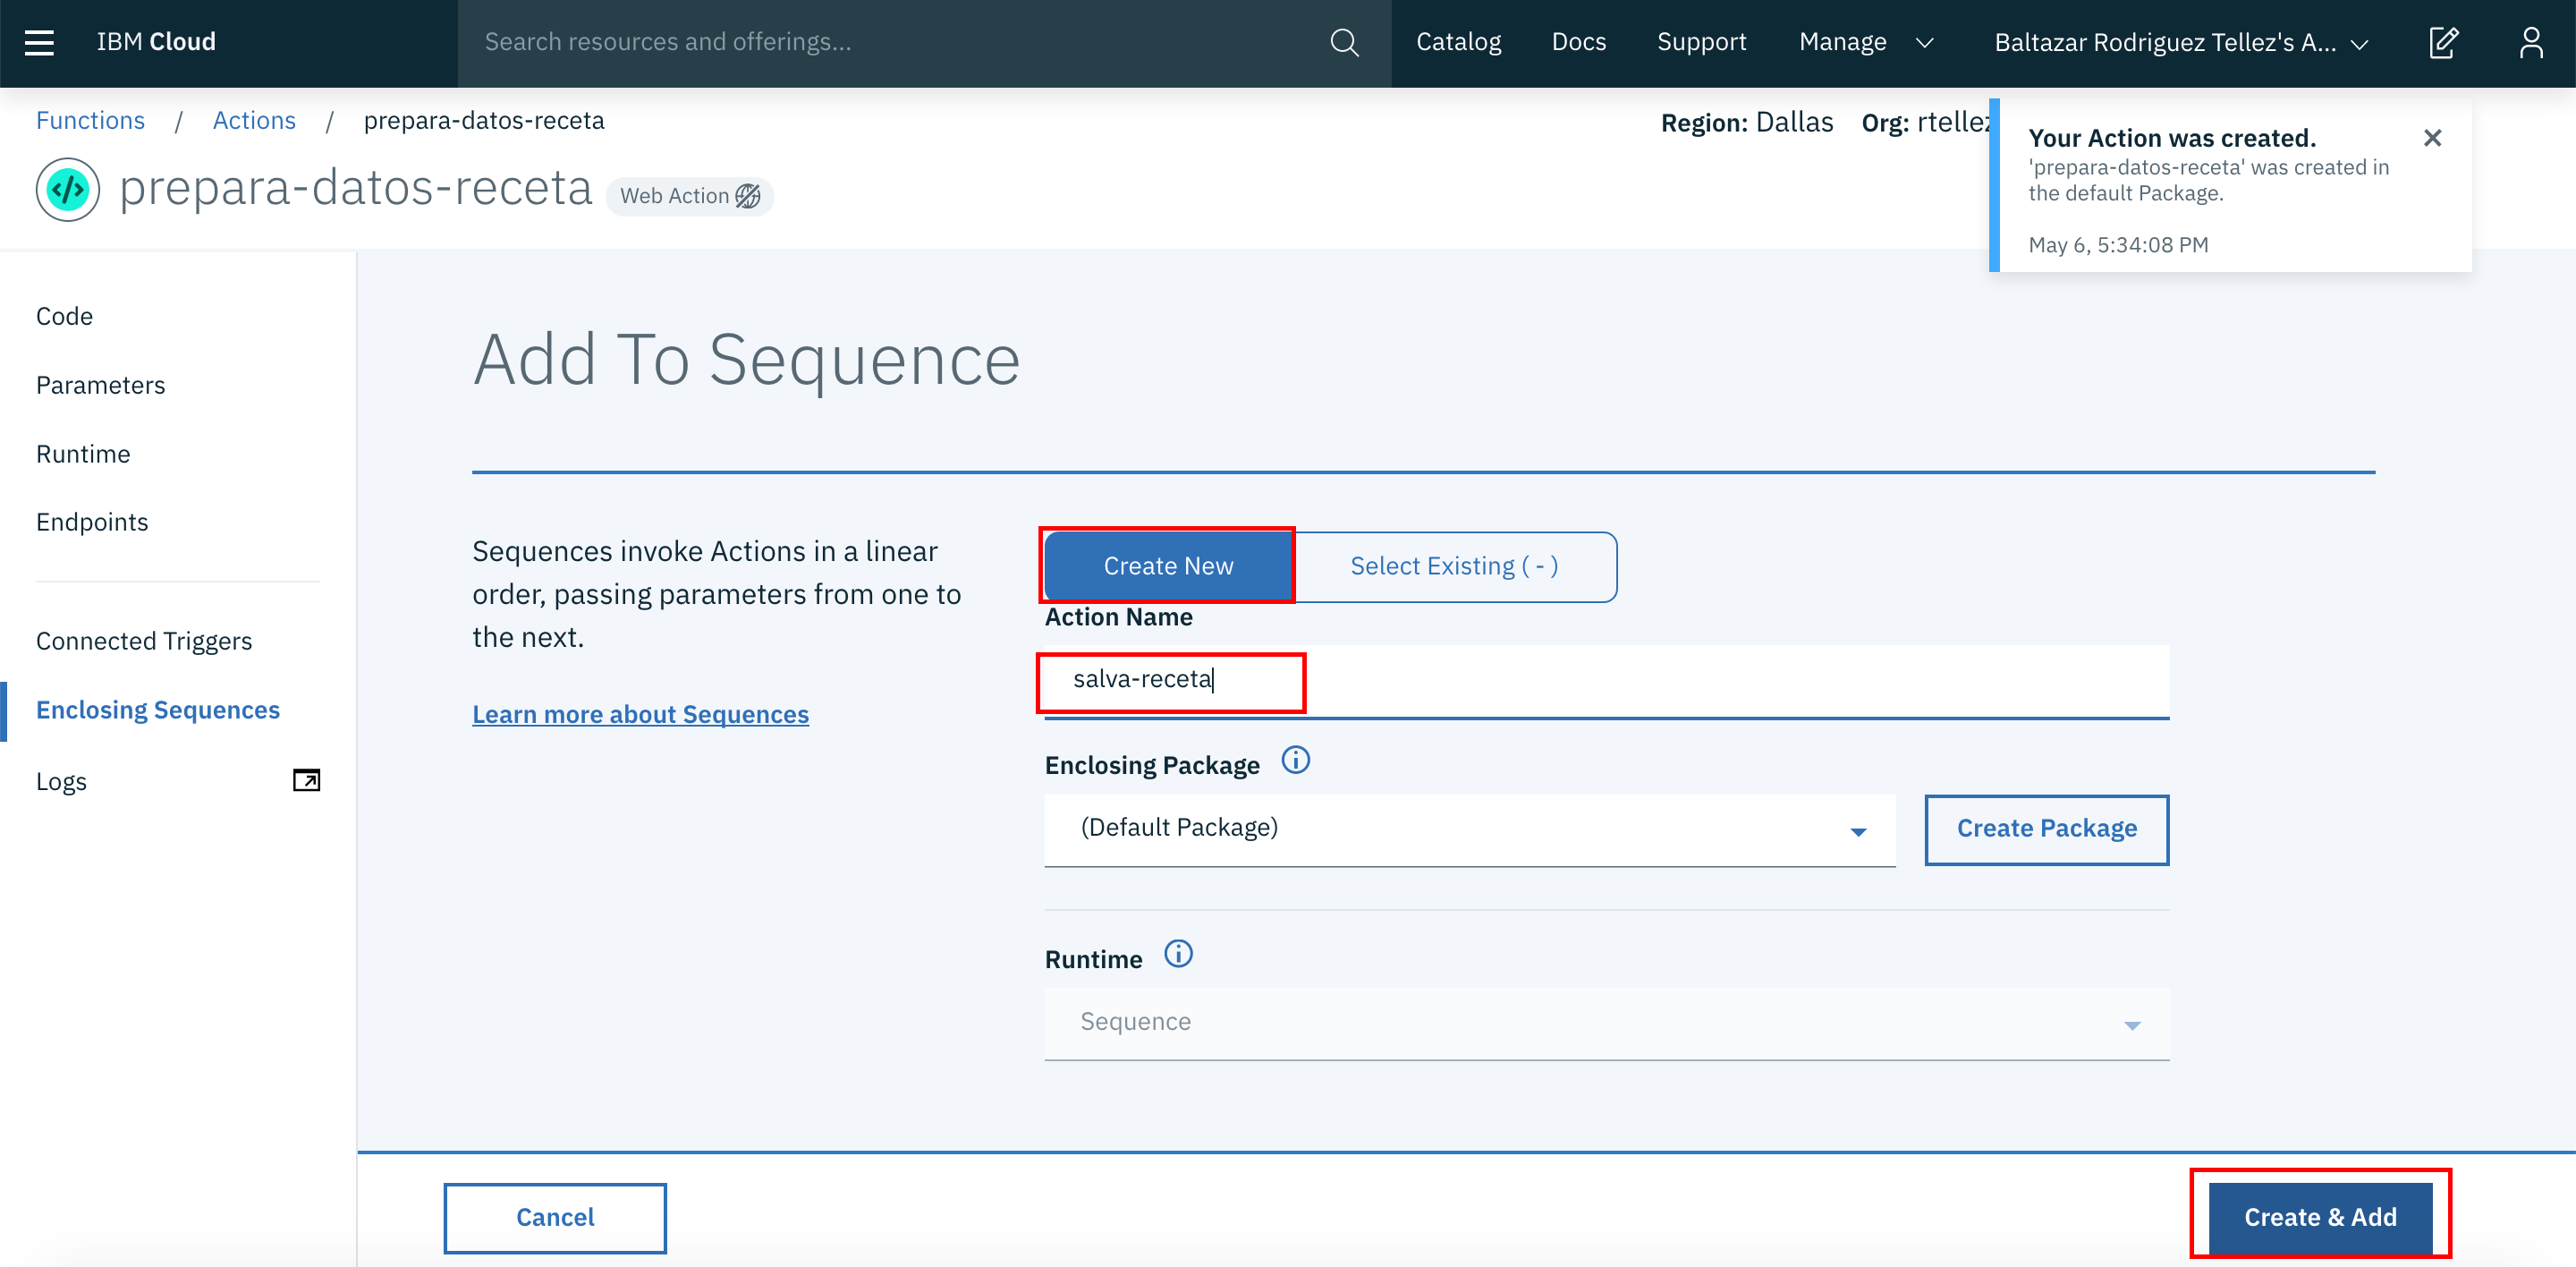 IBM Cloud
Search resources and offerings...
Catalog
Docs
Support
Manage
Baltazar Rodriguez Tellez's A...
Functions / Actions / prepara-datos-receta
Region: Dallas Org: rtellez
prepara-datos-receta
Web Action
Your Action was created.
'prepara-datos-receta' was created in
the default Package.
May 6, 5:34:08 PM
Code
Parameters
Runtime
Endpoints
Connected Triggers
Enclosing Sequences
Logs
Add To Sequence
Sequences invoke Actions in a linear
order, passing parameters from one to
the next.
Learn more about Sequences
Create New
Select Existing ( - )
Action Name
salva-receta
Enclosing Package
(Default Package)
Create Package
Runtime
Sequence
Cancel
Create & Add